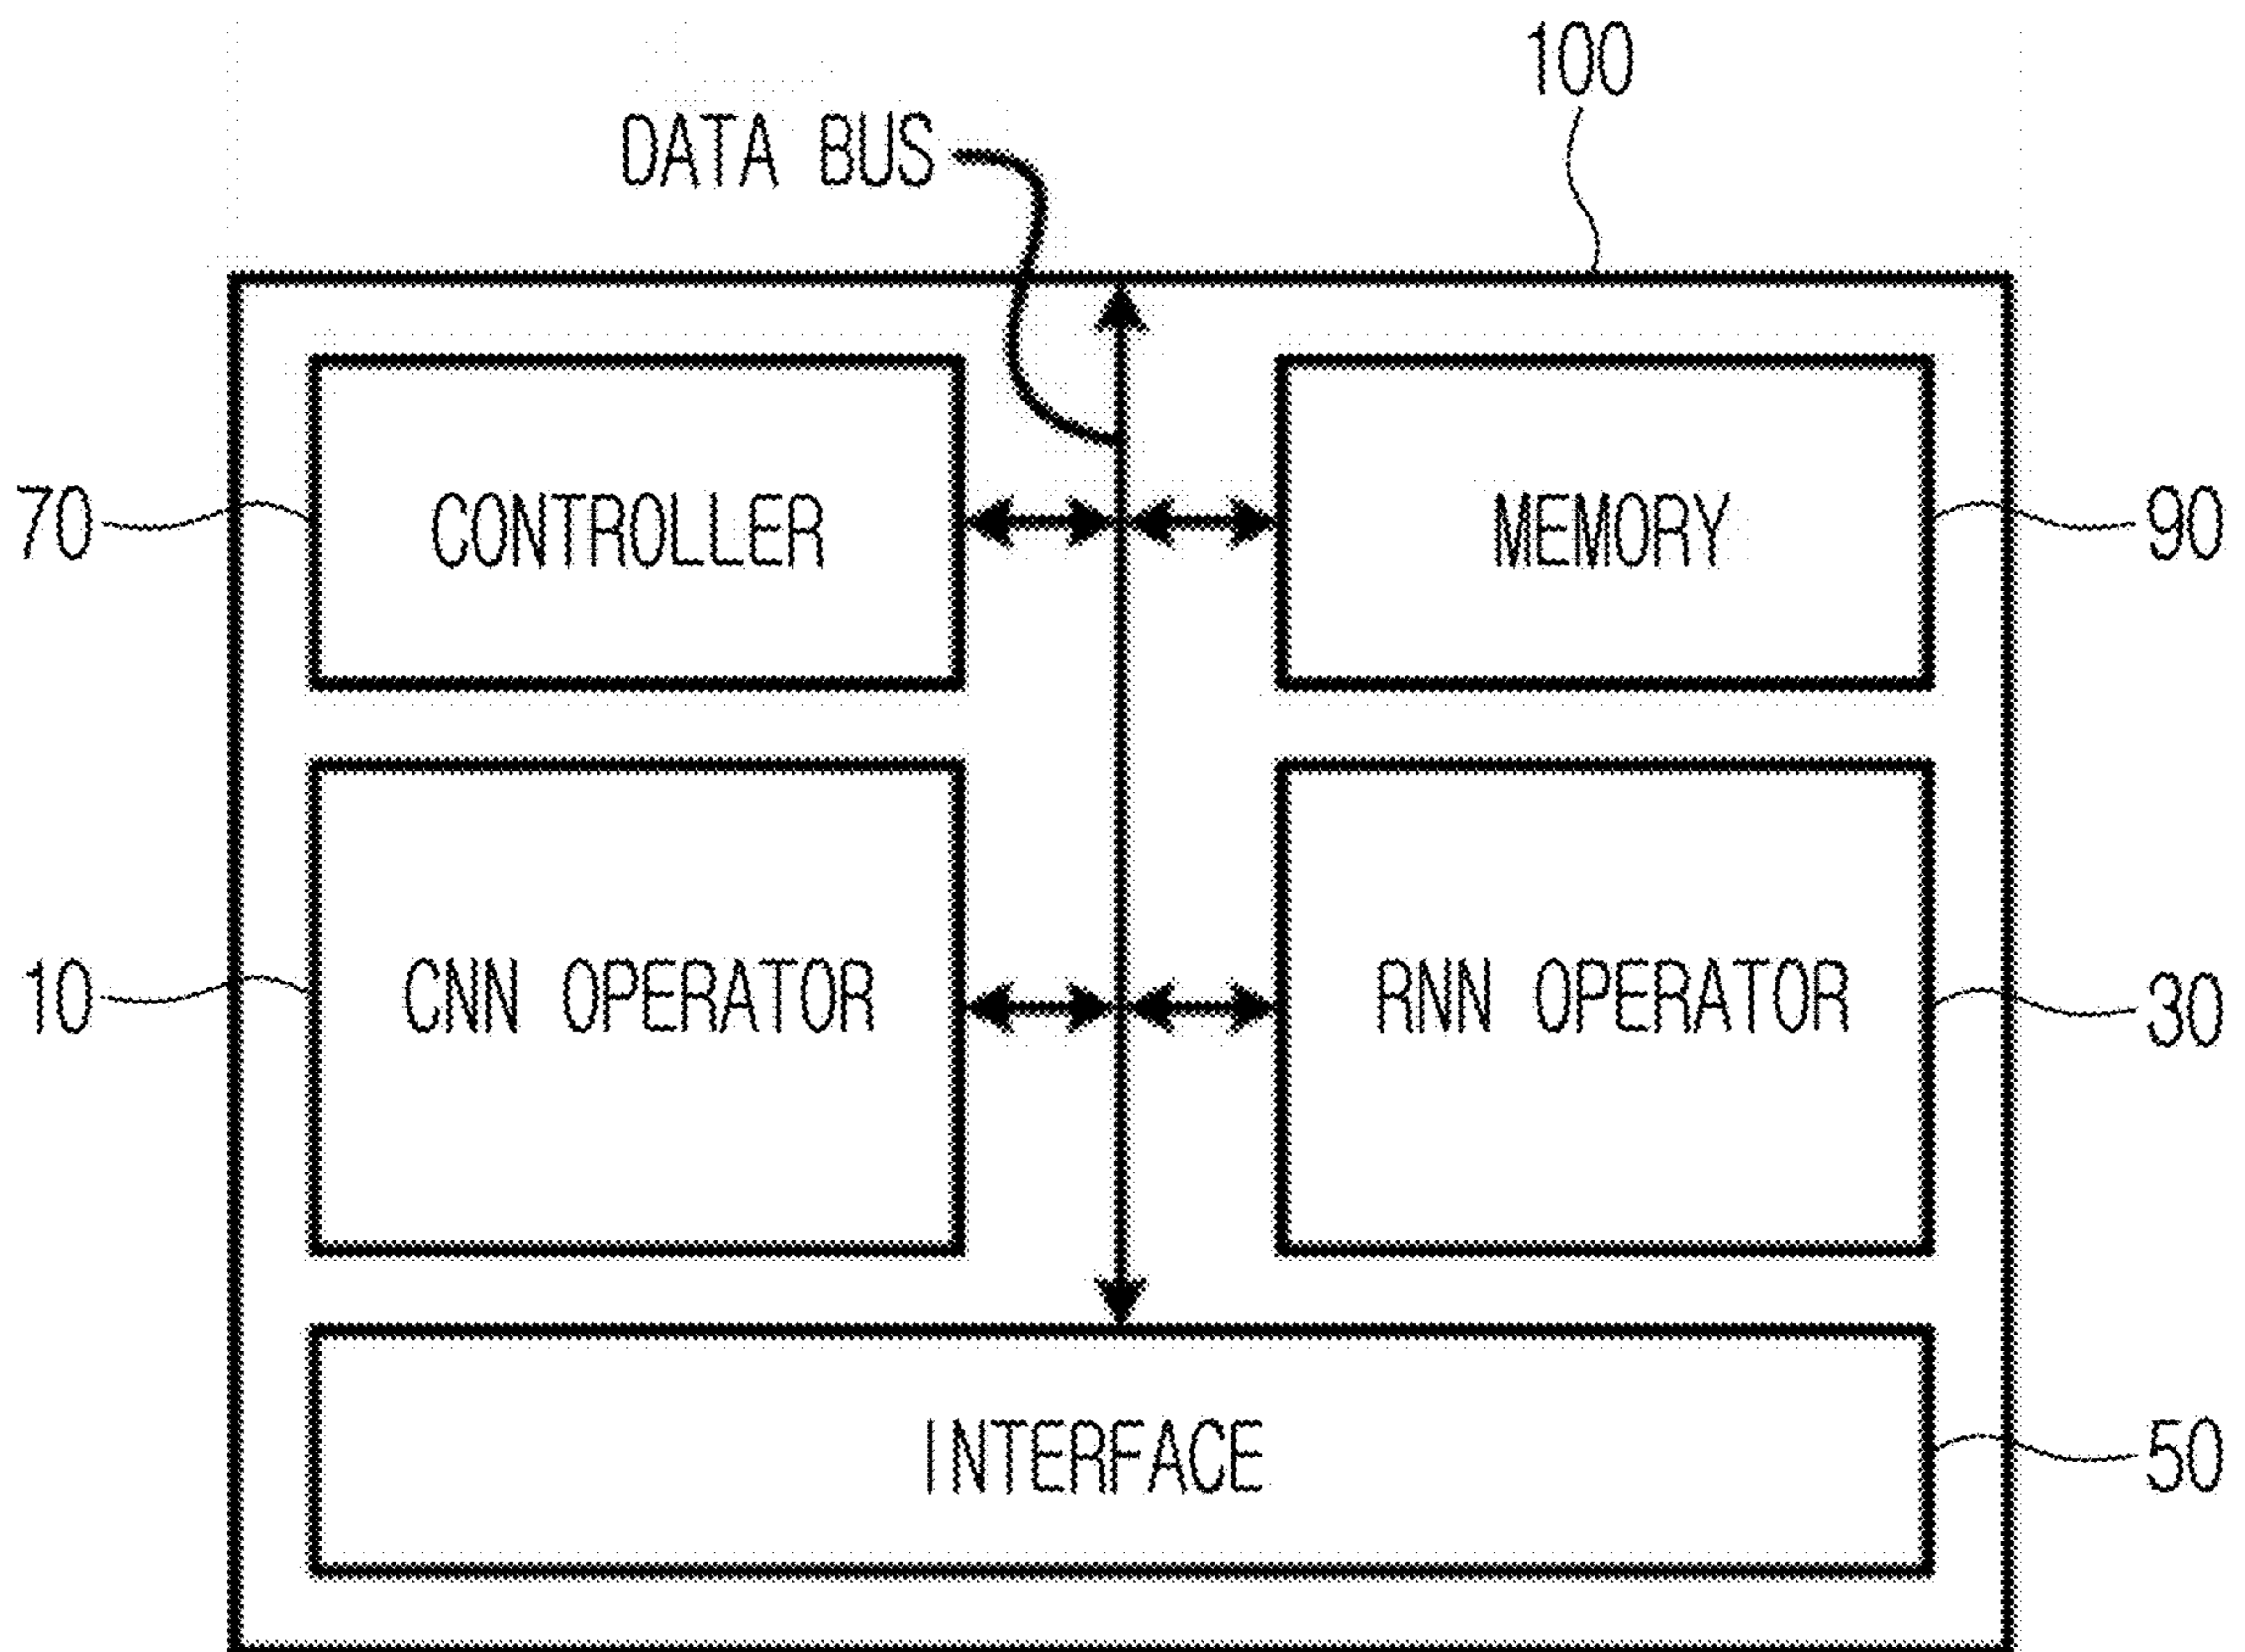 100
DATA BUS
70
CONTROLLER
MEMORY
90
10
CNN OPERATOR
RNN OPERATOR
30
INTERFACE
50